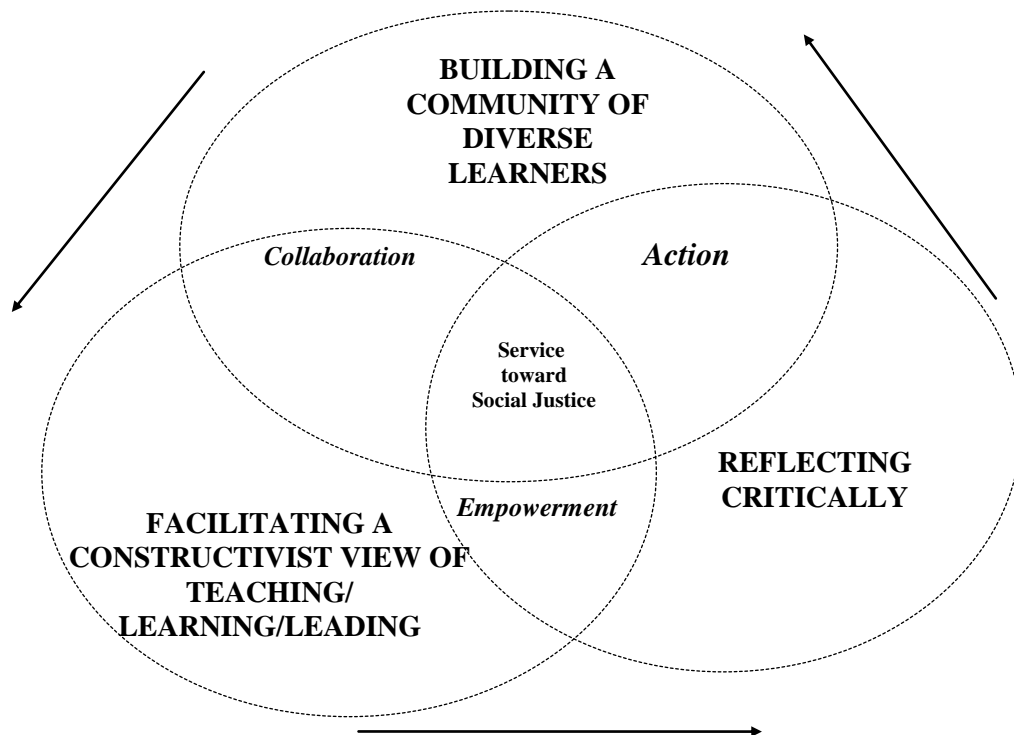 BUILDING A
COMMUNITY OF
DIVERSE
LEARNERS
Collaboration
Action
Service
toward
Social Justice
REFLECTING
CRITICALLY
Empowerment
FACILITATING A
CONSTRUCTIVIST VIEW OF
TEACHING/
LEARNING/LEADING